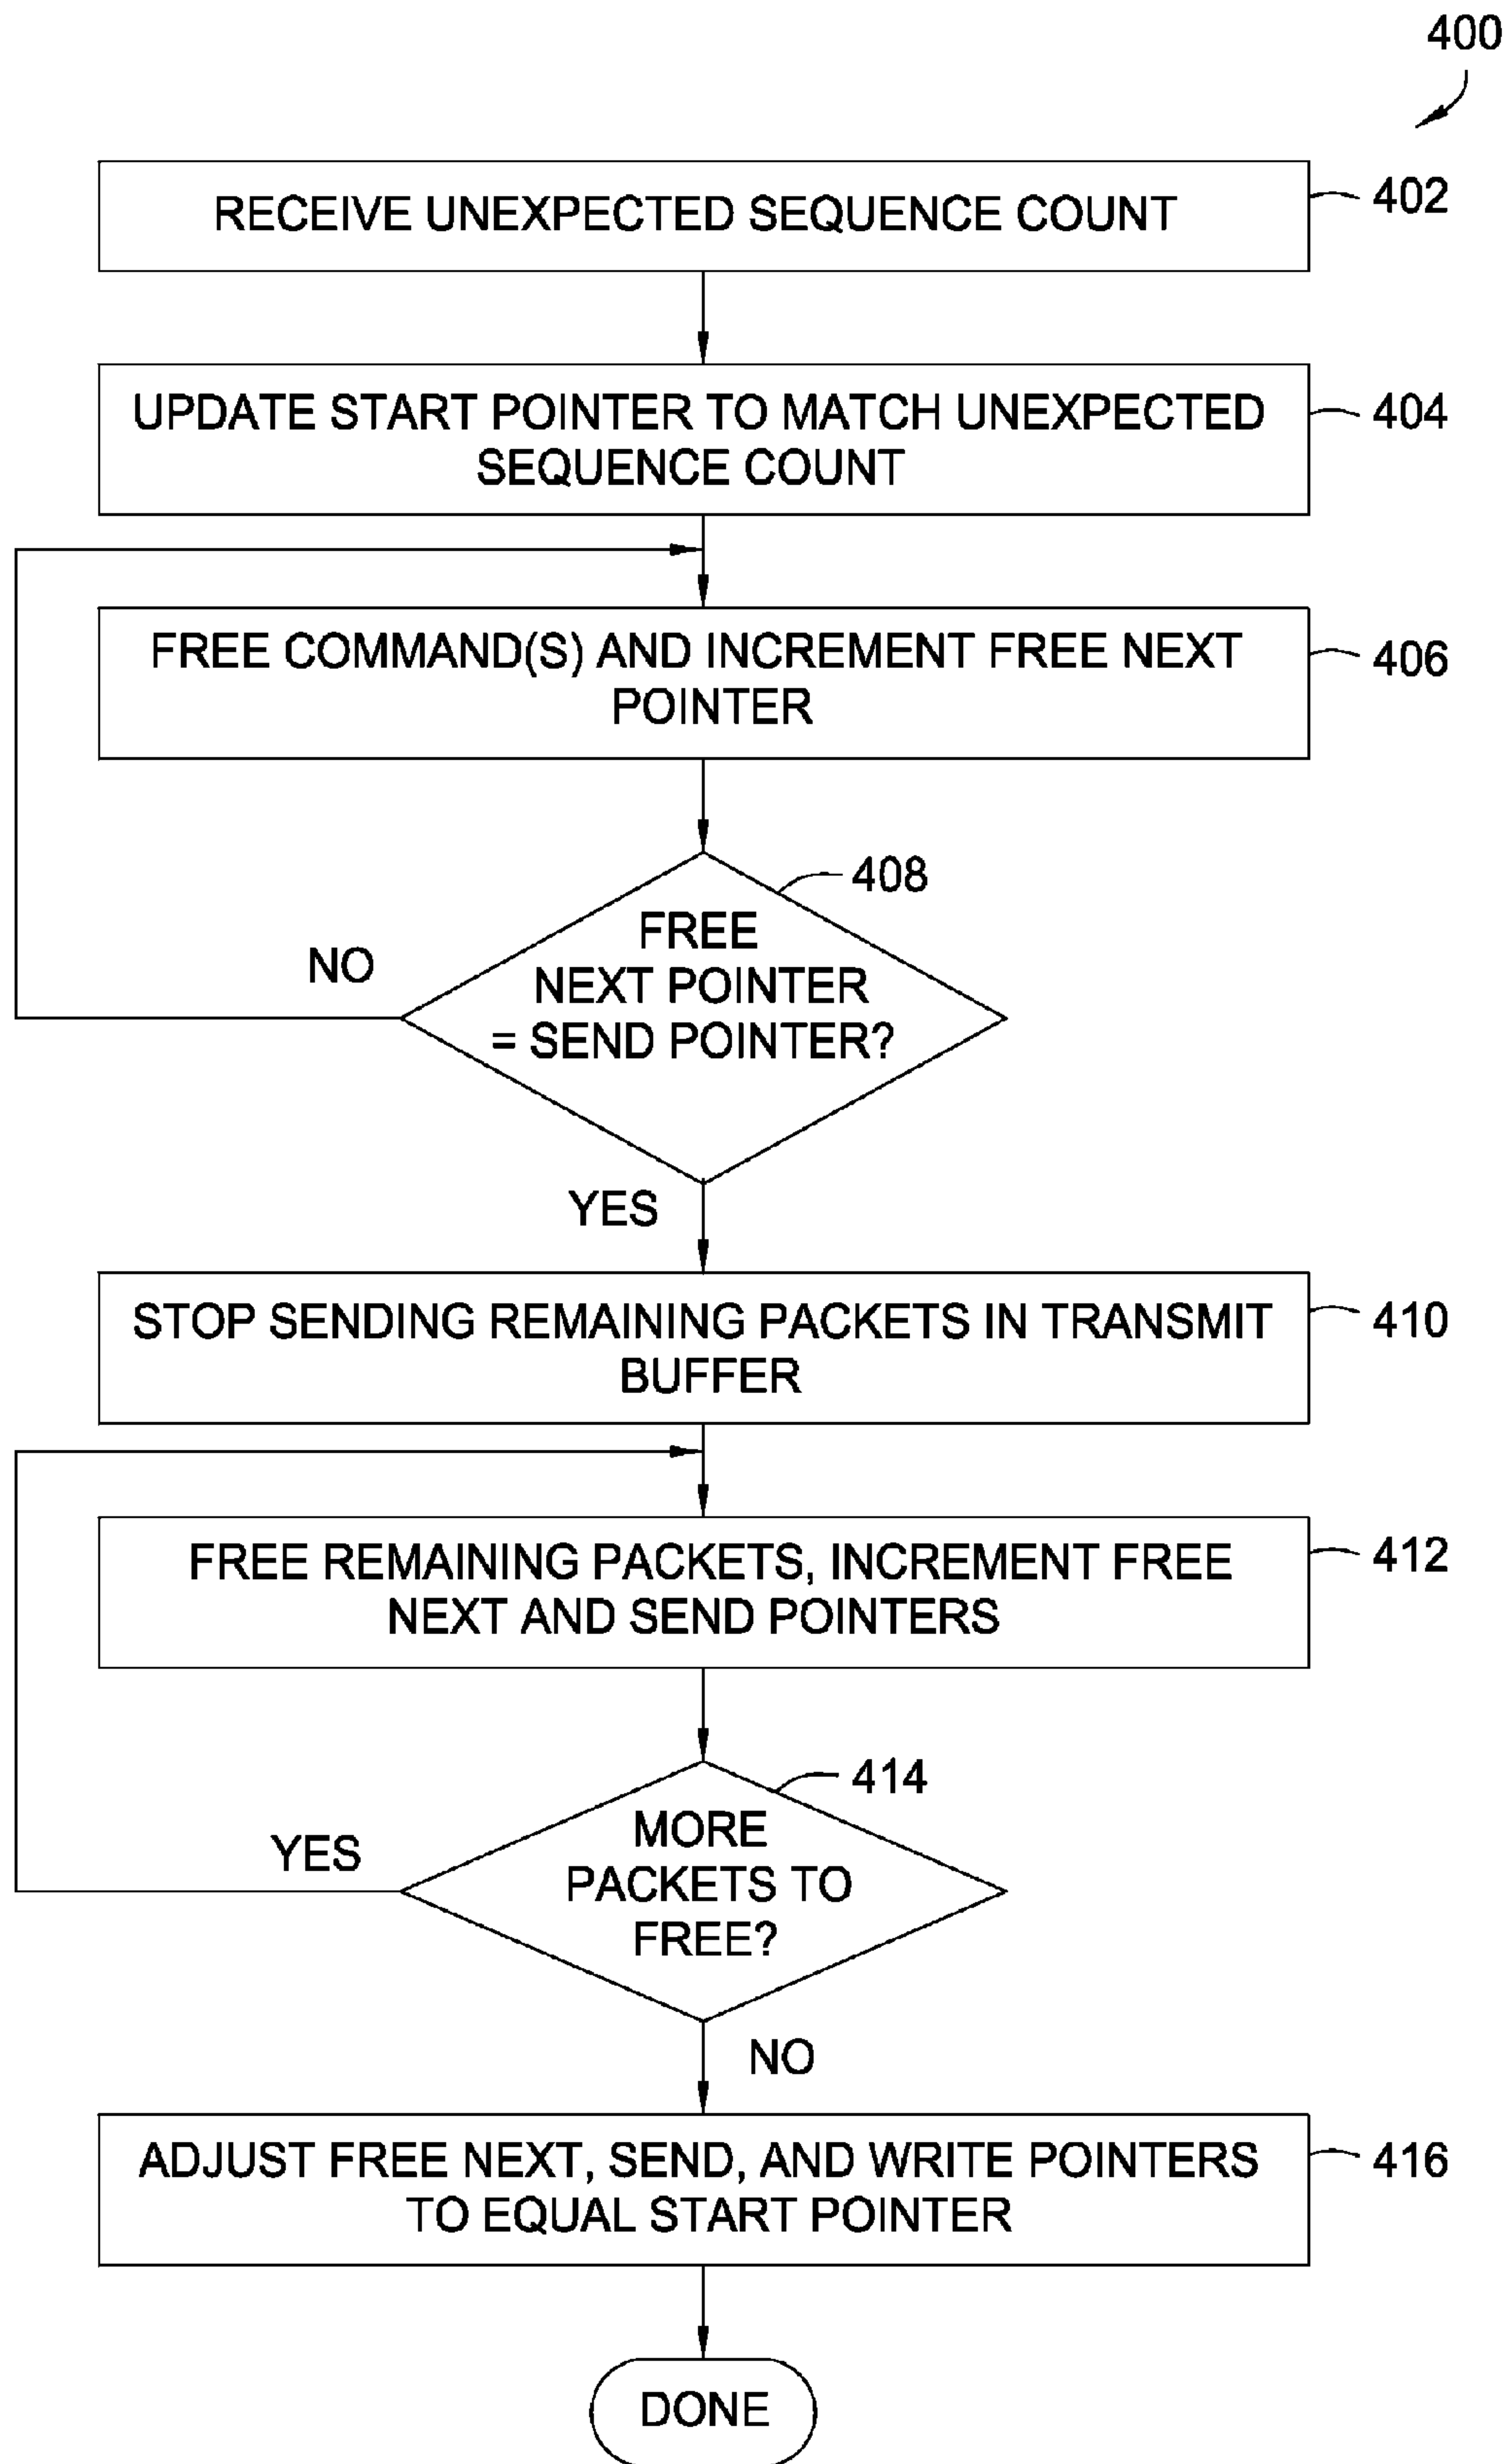 400
RECEIVE UNEXPECTED SEQUENCE COUNT
402
UPDATE START POINTER TO MATCH UNEXPECTED
SEQUENCE COUNT
404
FREE COMMAND(S) AND INCREMENT FREE NEXT
POINTER
406
408
FREE
NEXT POINTER
= SEND POINTER?
NO
YES
STOP SENDING REMAINING PACKETS IN TRANSMIT
BUFFER
410
FREE REMAINING PACKETS, INCREMENT FREE
NEXT AND SEND POINTERS
412
414
MORE
PACKETS TO
FREE?
YES
NO
ADJUST FREE NEXT, SEND, AND WRITE POINTERS
TO EQUAL START POINTER
416
DONE